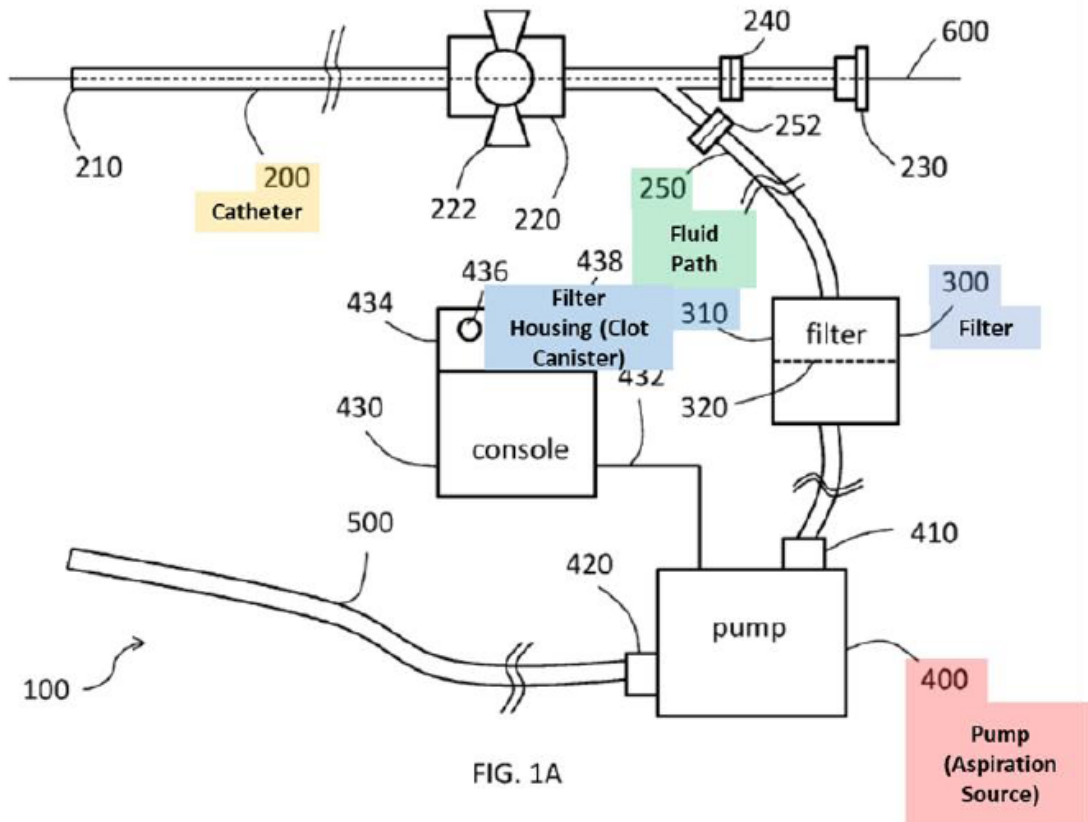 240
600
210
200
Catheter
222
220
252
250
230
Fluid
Path
436
438
434
Filter
Housing (Clot
Canister)
310
filter
300
Filter
432
320
430
console
500
410
420
pump
100
400
Pump
(Aspiration
Source)
FIG. 1A